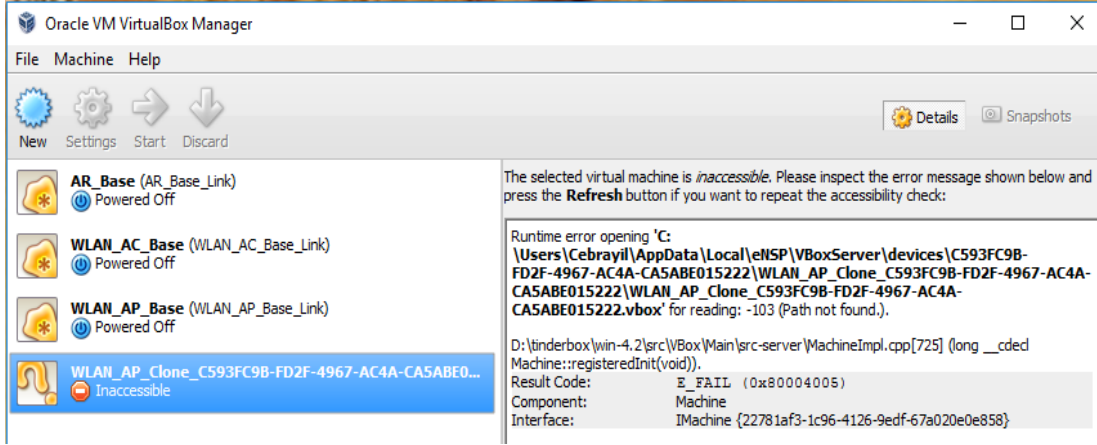 Oracle VM VirtualBox Manager
File Machine Help
New Settings Start Discard
Details Snapshots
AR_Base (AR_Base_Link)
Powered Off
WLAN_AC_Base (WLAN_AC_Base_Link)
Powered Off
WLAN_AP_Base (WLAN_AP_Base_Link)
Powered Off
WLAN_AP_Clone_C593FC9B-FD2F-4967-AC4A-CA5ABE0...
Inaccessible
The selected virtual machine is inaccessible. Please inspect the error message shown below and
press the Refresh button if you want to repeat the accessibility check:
Runtime error opening 'C:
\Users\Cebrayil\AppData\Local\eNSP\VBoxServer\devices\C593FC9B-
FD2F-4967-AC4A-CA5ABE015222\WLAN_AP_Clone_C593FC9B-FD2F-4967-AC4A-
CA5ABE015222\WLAN_AP_Clone_C593FC9B-FD2F-4967-AC4A-
CA5ABE015222.vbox' for reading: -103 (Path not found.).
D:\tinderbox\win-4.2\src\VBox\Main\src-server\MachineImpl.cpp[725] (long __cdecl
Machine::registeredInit(void)).
Result Code: E_FAIL (0x80004005)
Component: Machine
Interface: IMachine {22781af3-1c96-4126-9edf-67a020e0e858}